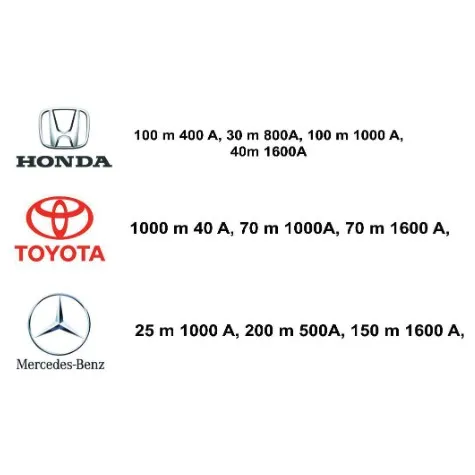 100 m 400 A, 30 m 800A, 100 m 1000 A,
40m 1600A
HONDA
1000 m 40 A, 70 m 1000A, 70 m 1600 A,
TOYOTA
25 m 1000 A, 200 m 500A, 150 m 1600 A,
Mercedes-Benz